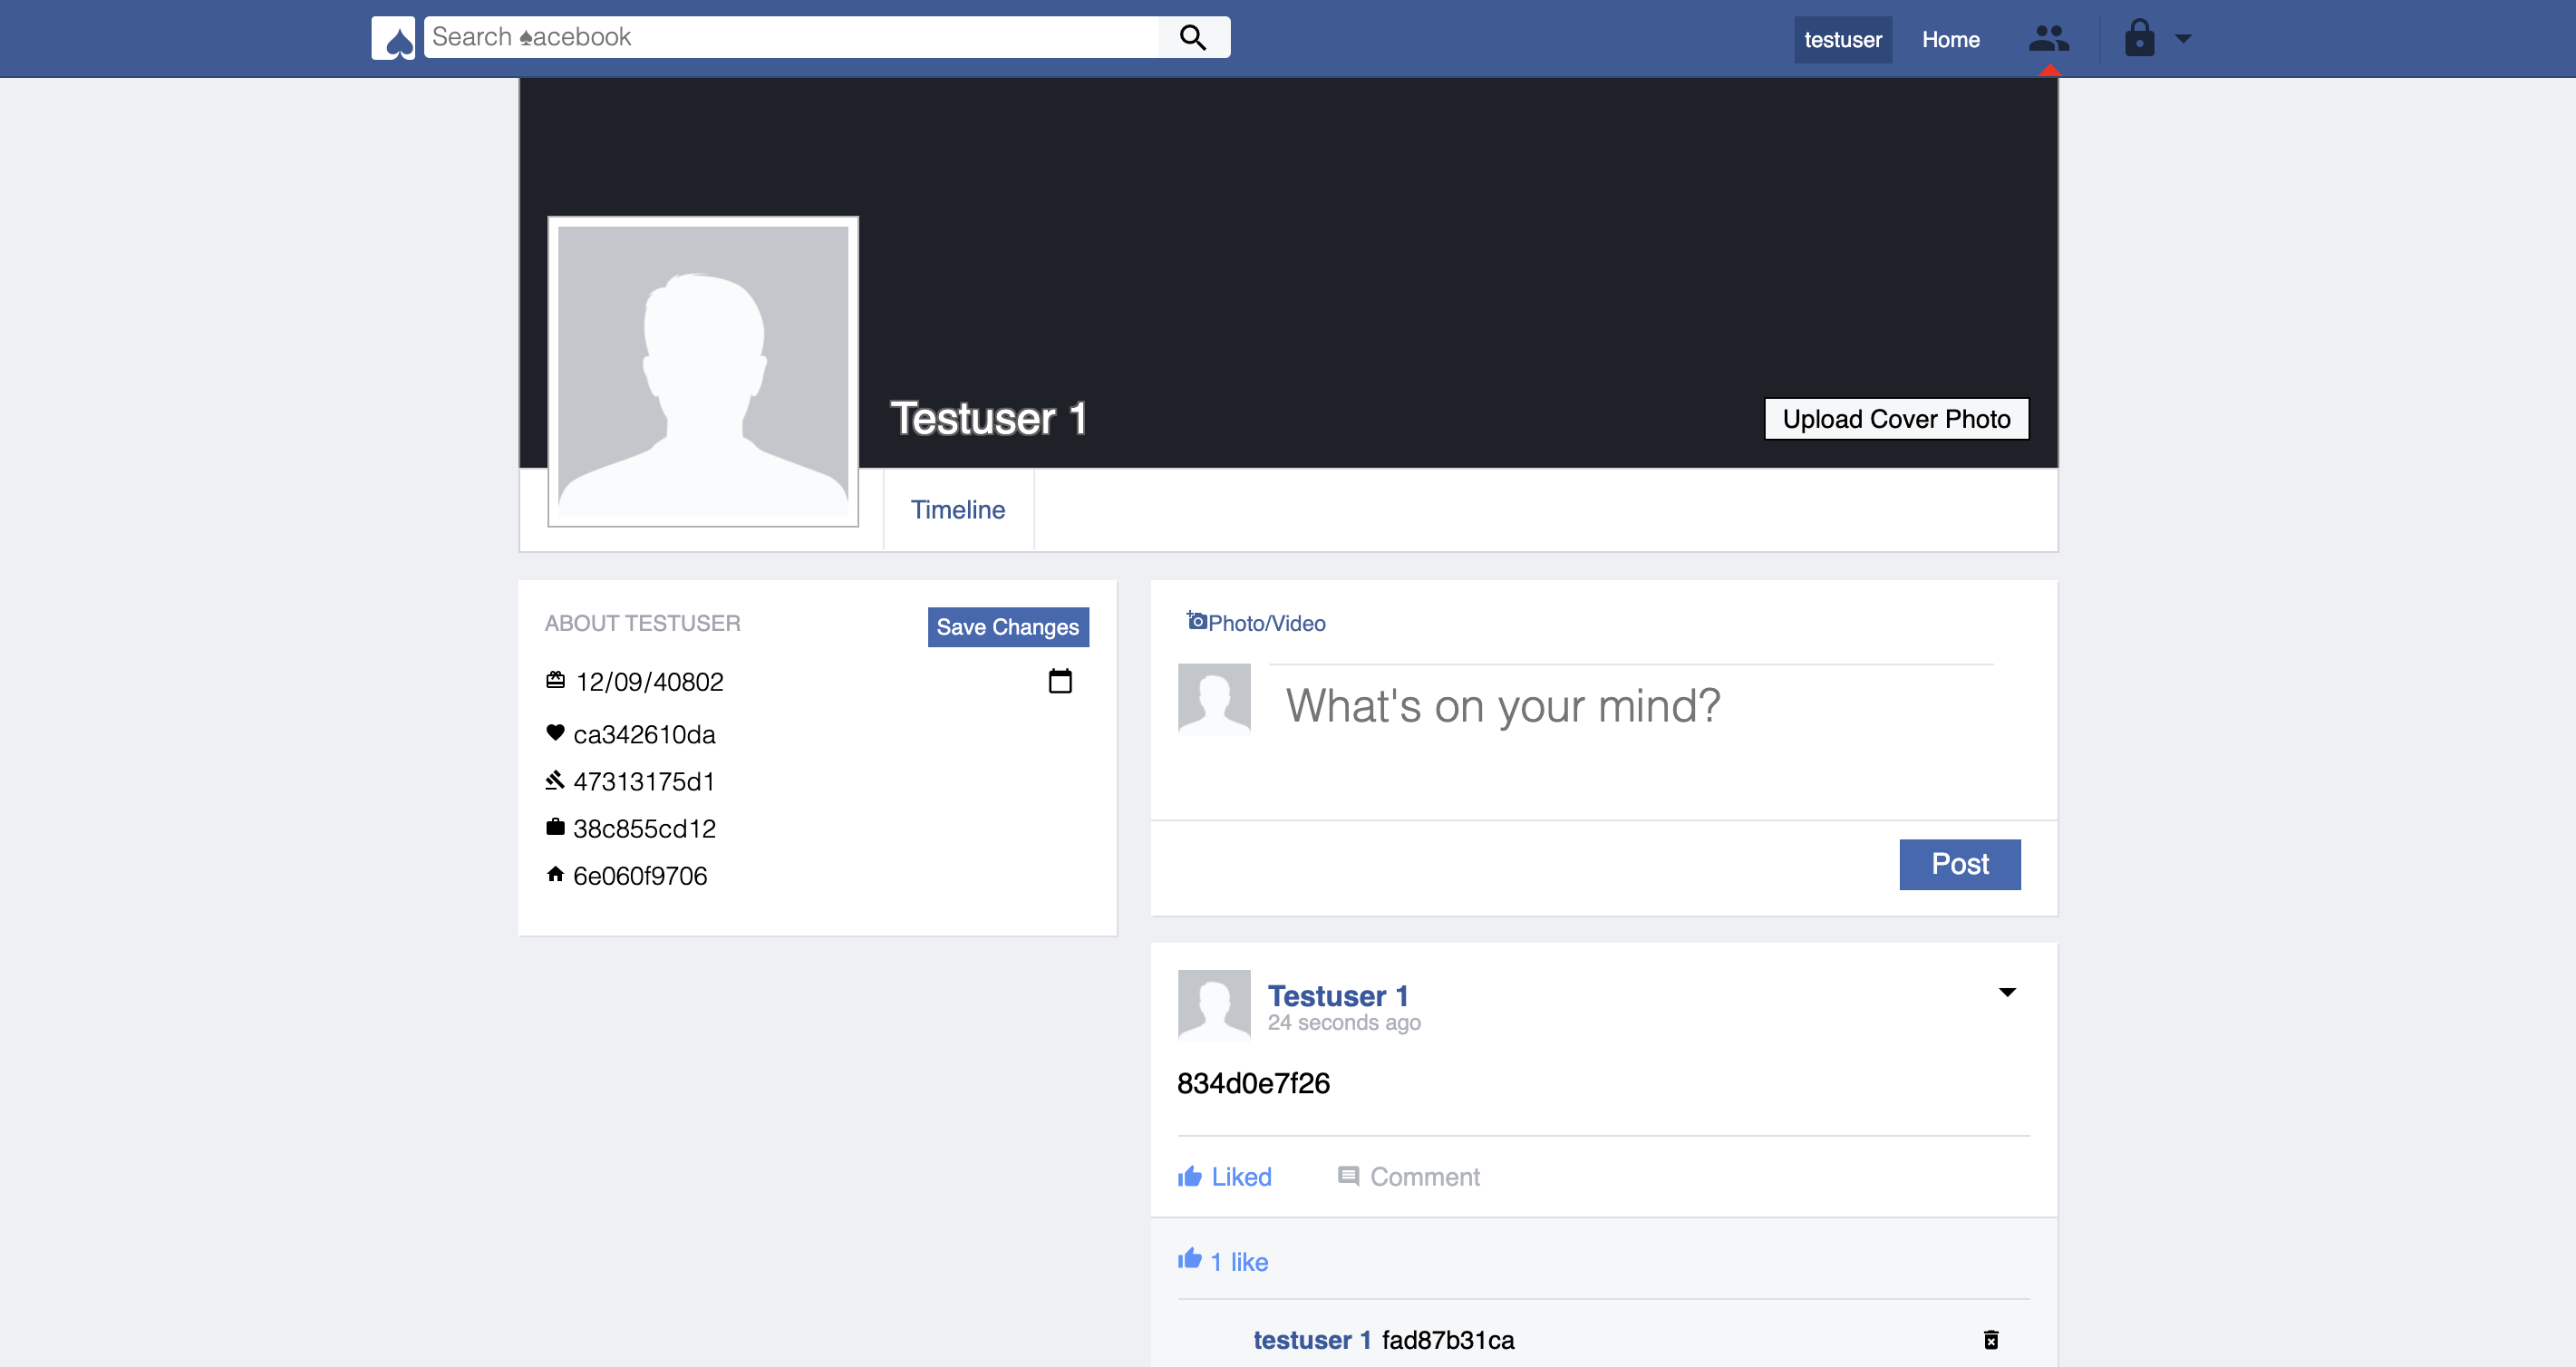 Search ♠acebook
testuser
Home
Testuser 1
Upload Cover Photo
Timeline
ABOUT TESTUSER
Save Changes
12/09/40802
ca342610da
47313175d1
38c855cd12
6e060f9706
Photo/Video
What's on your mind?
Post
Testuser 1
24 seconds ago
834d0e7f26
Liked
Comment
1 like
testuser 1 fad87b31ca